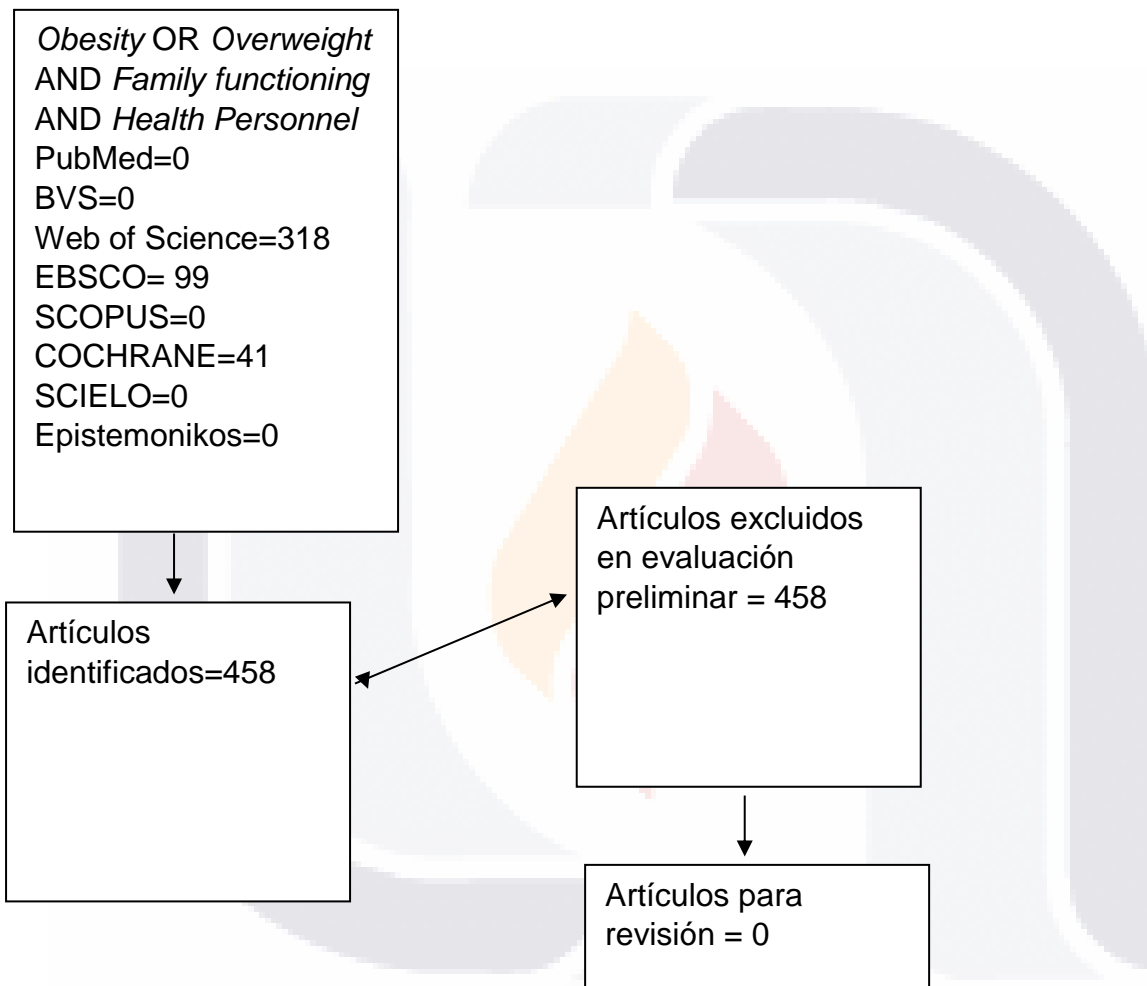 Obesity OR Overweight
AND Family functioning
AND Health Personnel
PubMed=0
BVS=0
Web of Science=318
EBSCO= 99
SCOPUS=0
COCHRANE=41
SCIELO=0
Epistemonikos=0
Artículos excluidos
en evaluación
preliminar = 458
Artículos
identificados=458
Artículos para
revisión = 0